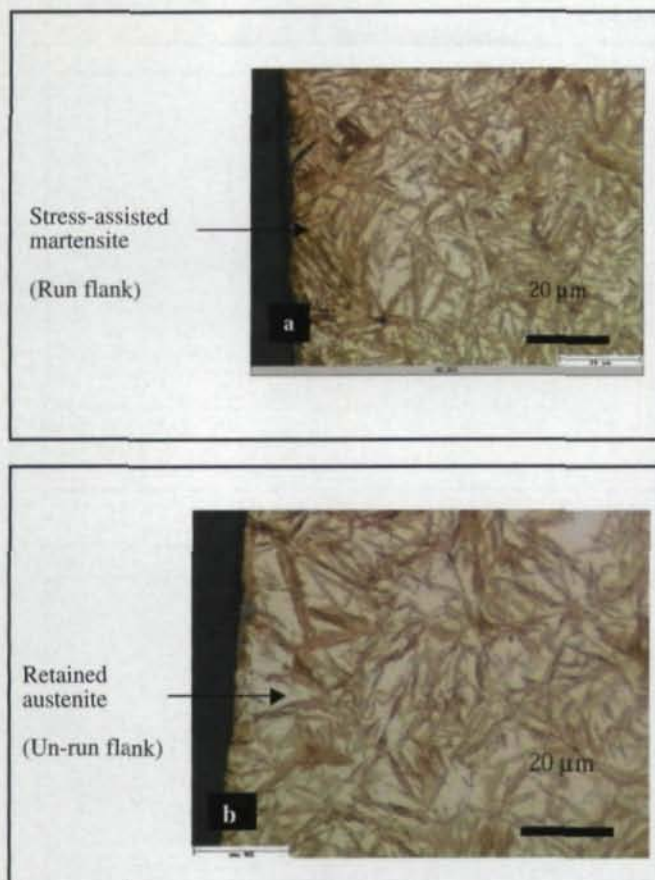 Stress-assisted
martensite
(Run flank)
20 µm
a
Retained
austenite
(Un-run flank)
20 µm
b